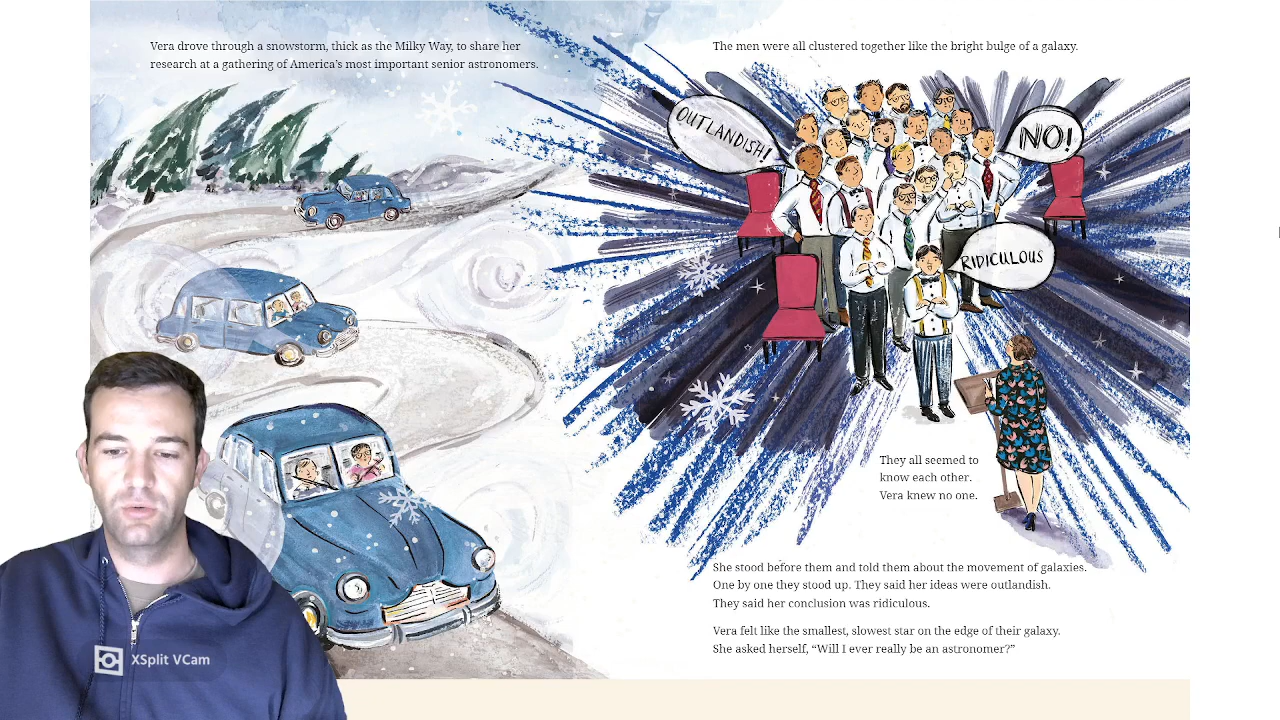 Vera drove through a snowstorm, thick as the Milky Way, to share her
research at a gathering of America's most important senior astronomers.
The men were all clustered together like the bright bulge of a galaxy.
OUTLANDISH!
NO!
RIDICULOUS
They all seemed to
know each other.
Vera knew no one.
She stood before them and told them about the movement of galaxies.
One by one they stood up. They said her ideas were outlandish.
They said her conclusion was ridiculous.
Vera felt like the smallest, slowest star on the edge of their galaxy.
She asked herself, “Will I ever really be an astronomer?”
XSplit VCam